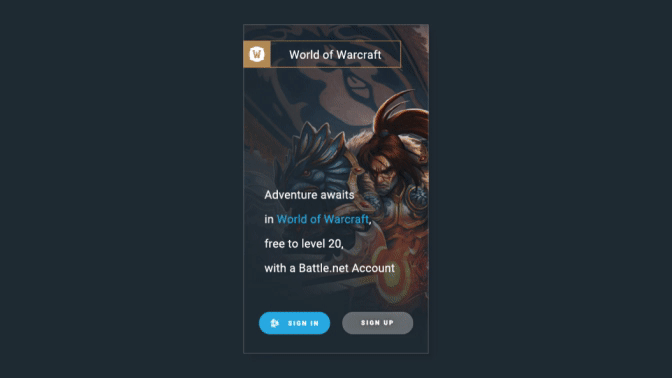 W
World of Warcraft
Adventure awaits
in World of Warcraft,
free to level 20,
with a Battle.net Account
SIGN IN
SIGN UP